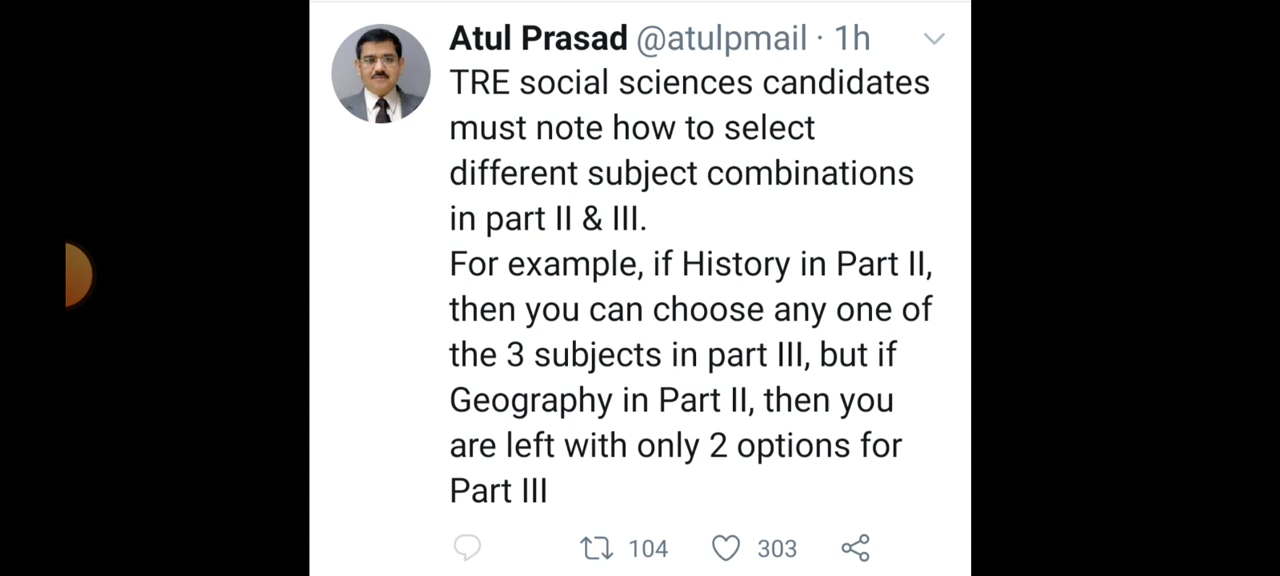 Atul Prasad @atulpmail · 1h
TRE social sciences candidates
must note how to select
different subject combinations
in part II & III.
For example, if History in Part II,
then you can choose any one of
the 3 subjects in part III, but if
Geography in Part II, then you
are left with only 2 options for
Part III
104 303